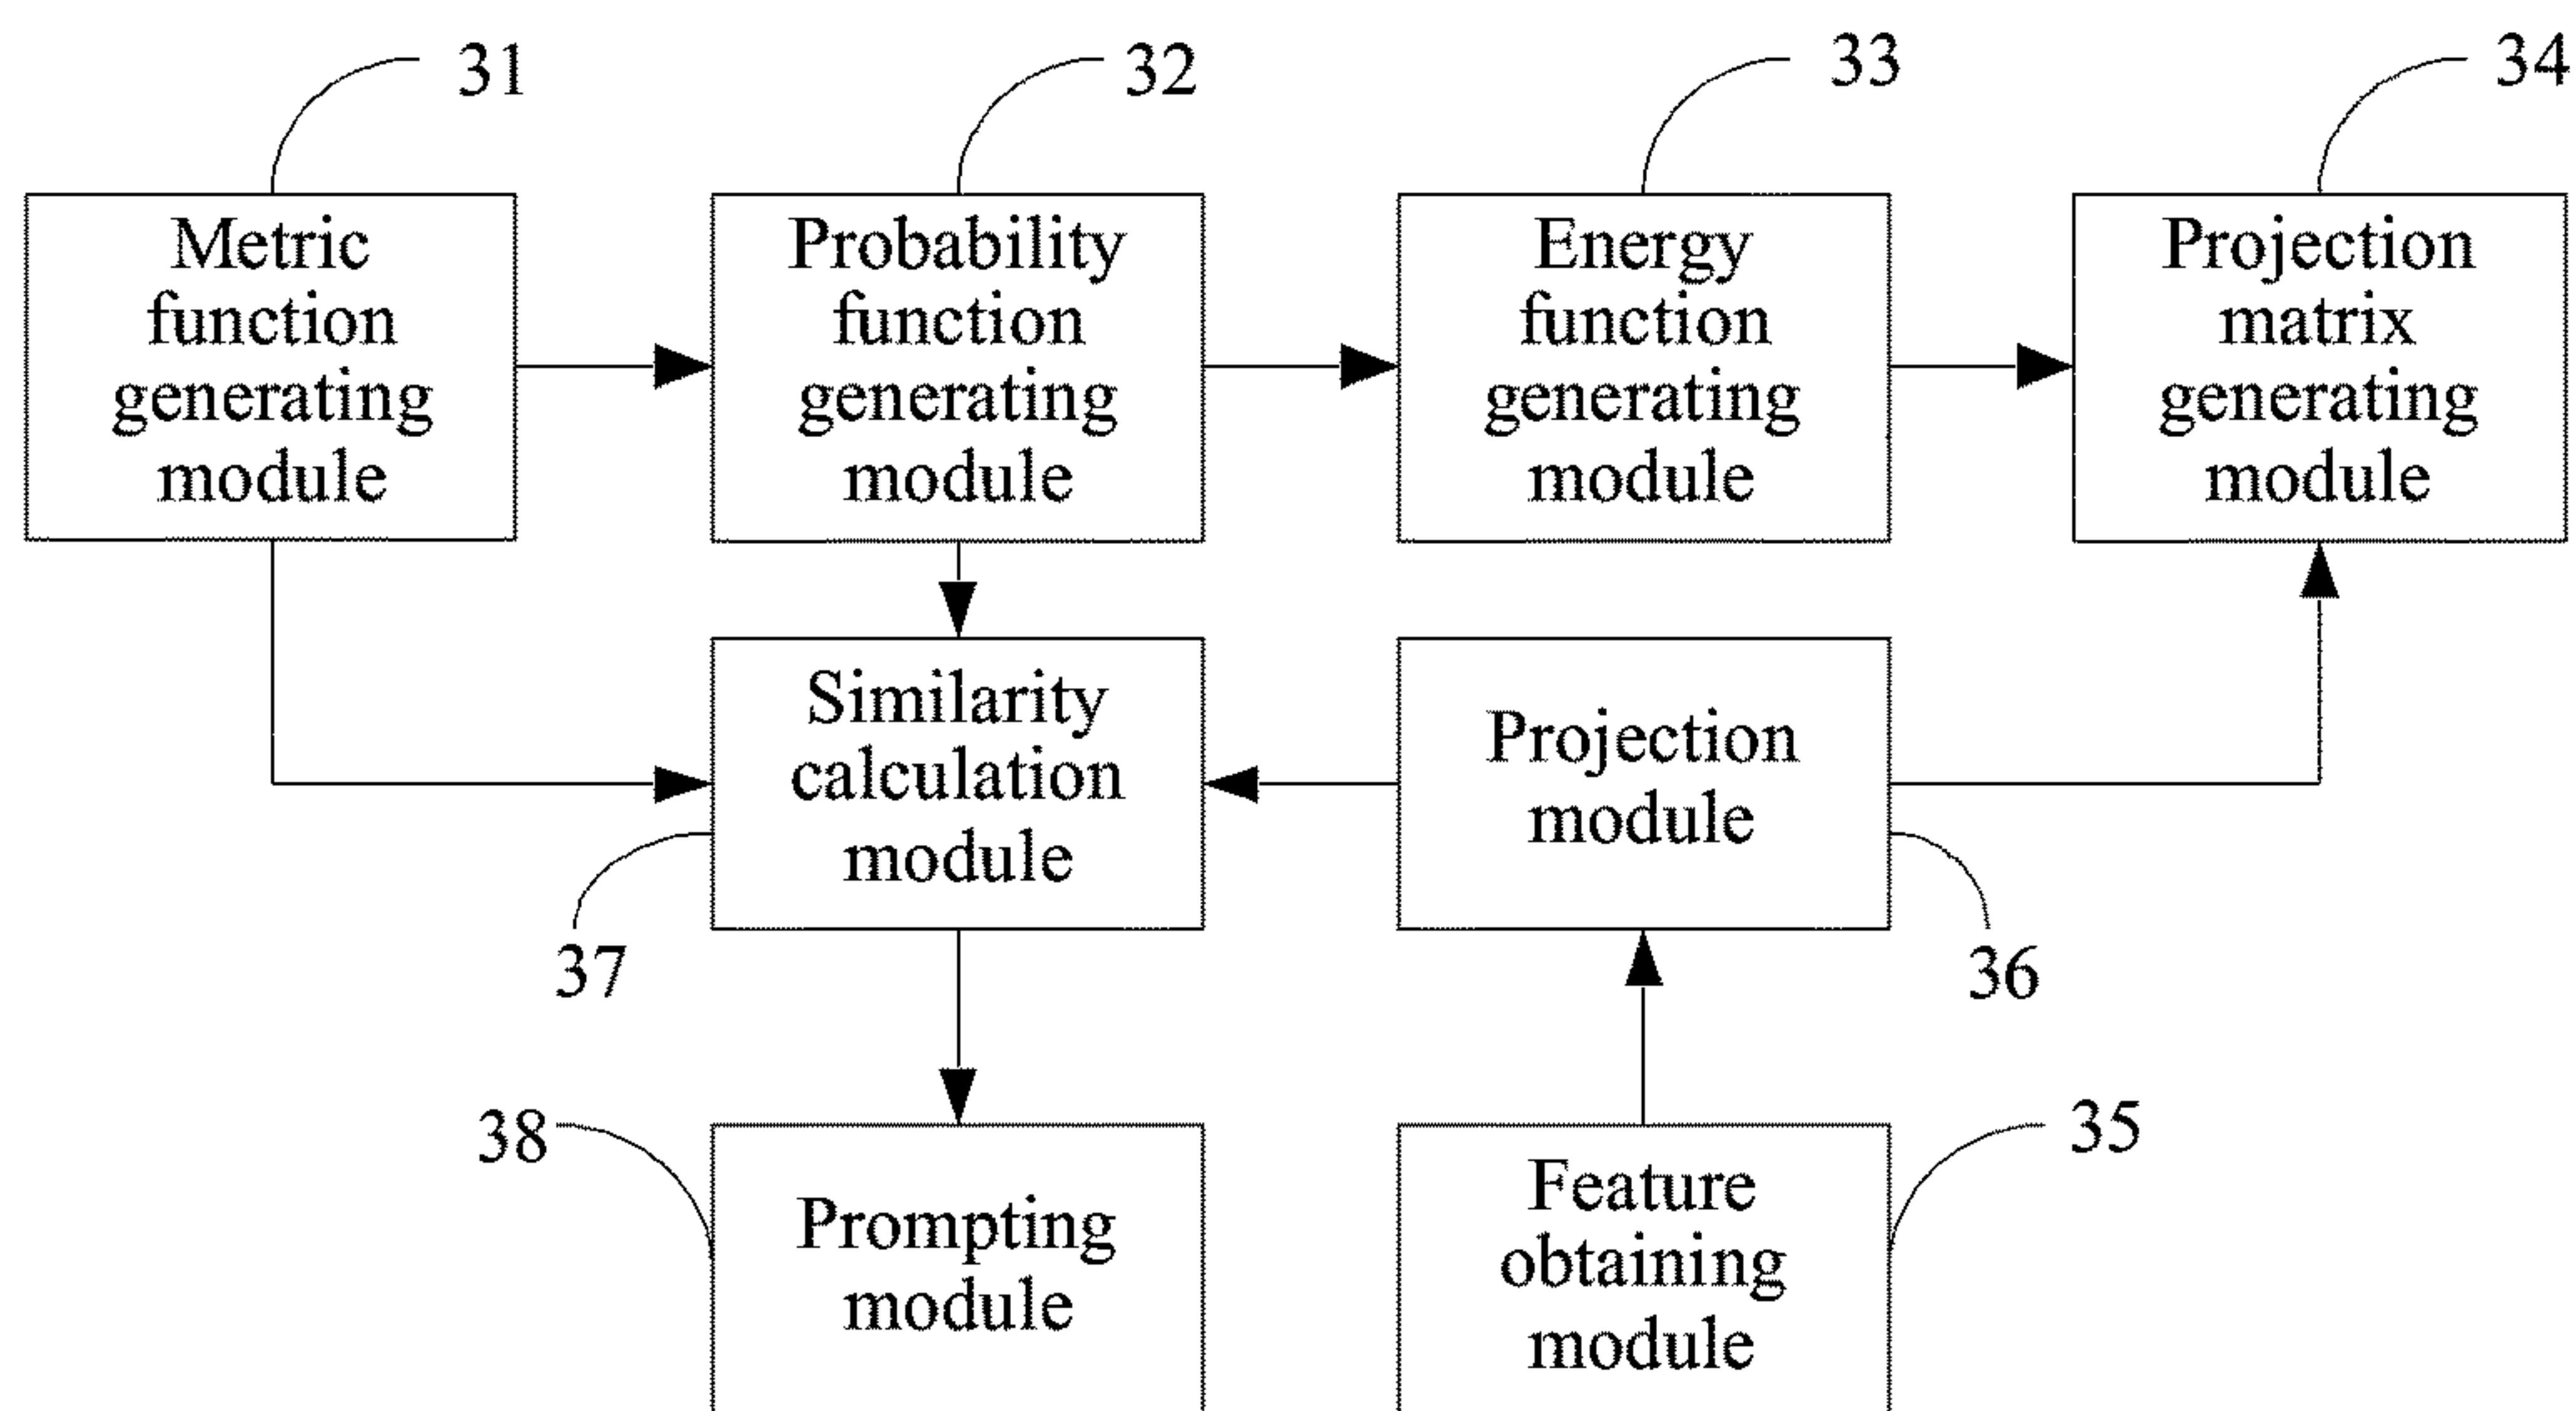 31
32
33
34
Metric
function
generating
module
Probability
function
generating
module
Energy
function
generating
module
Projection
matrix
generating
module
Similarity
calculation
module
Projection
module
37
36
38
35
Prompting
module
Feature
obtaining
module